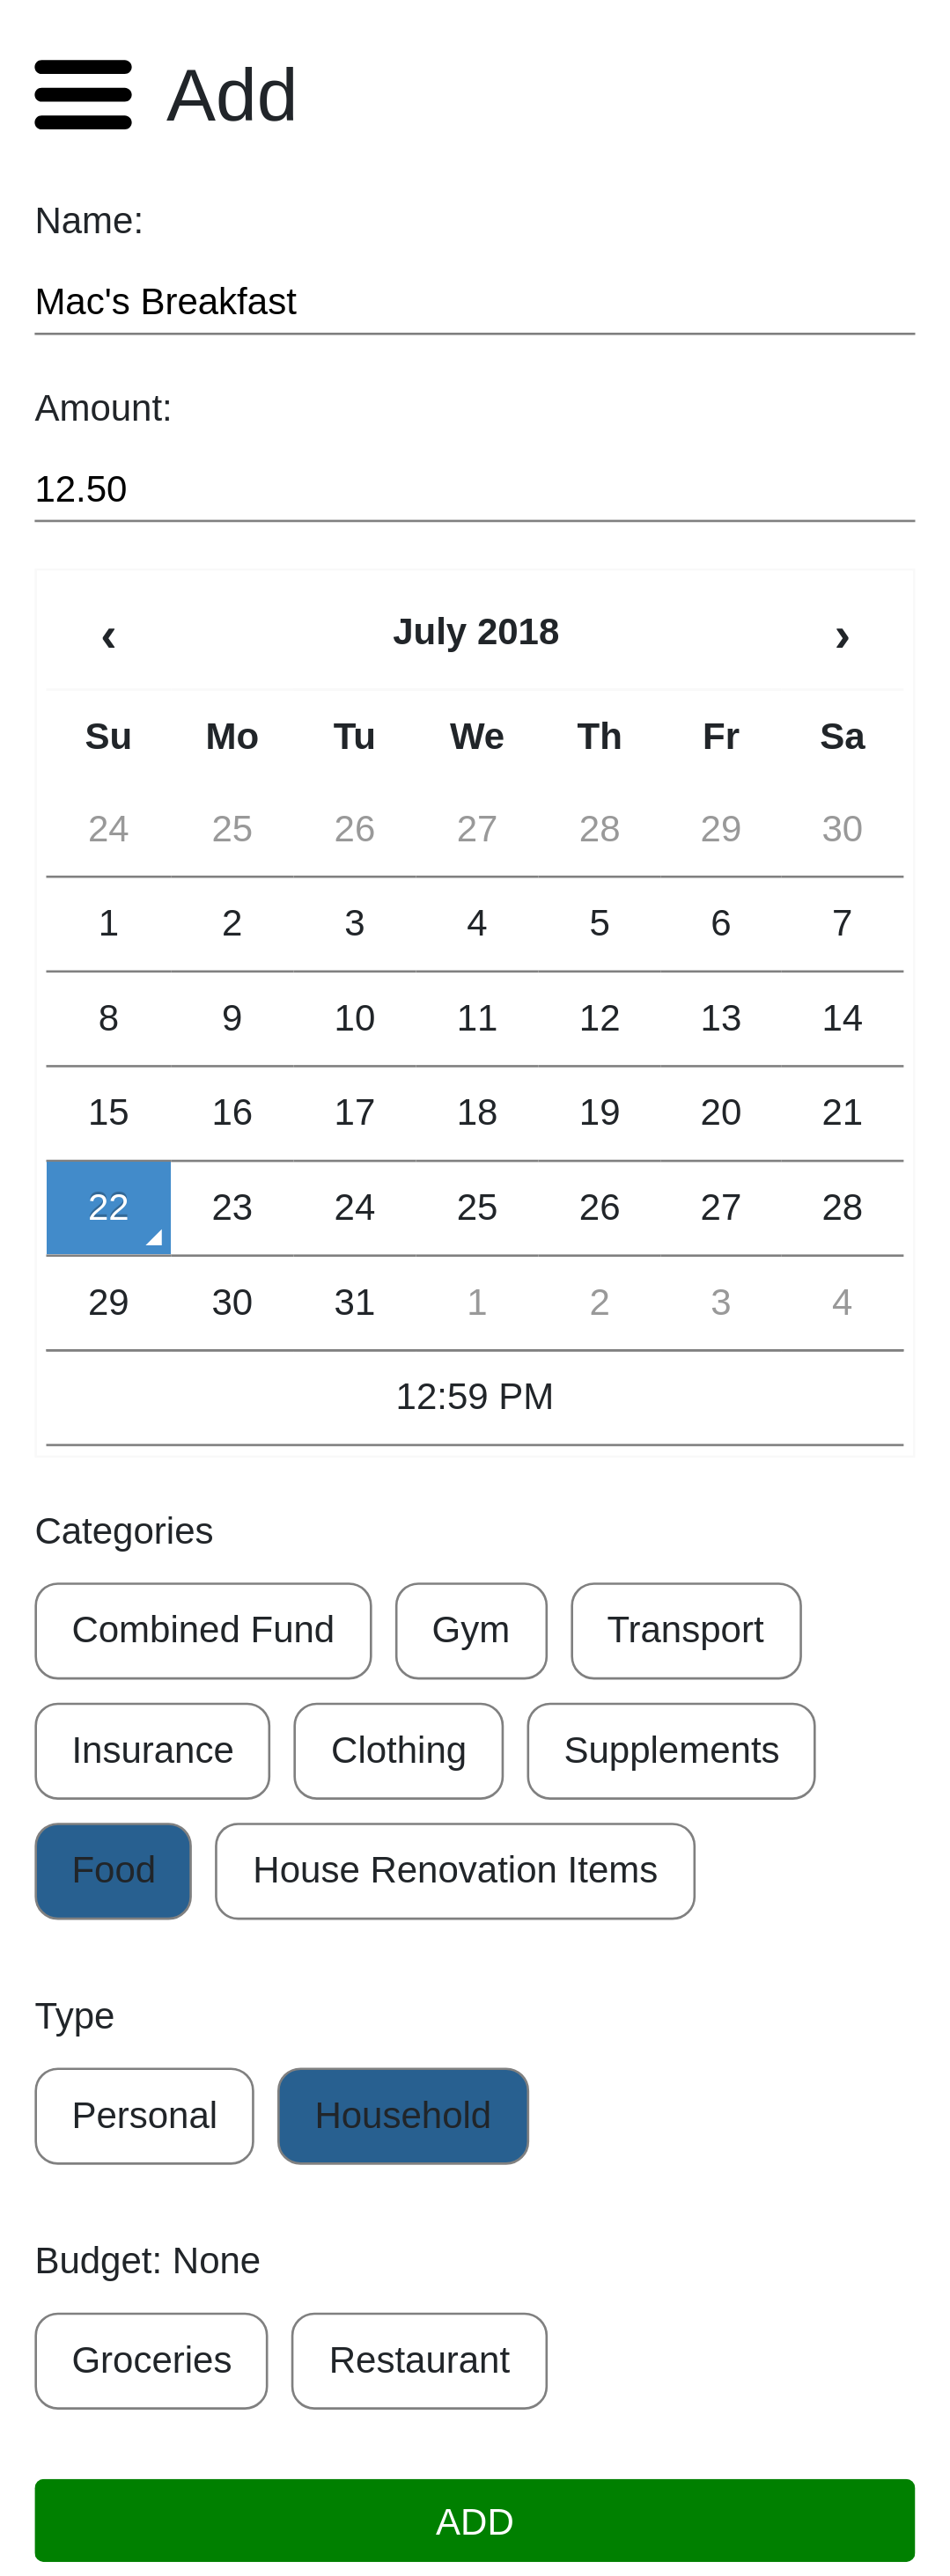 Add
Name:
Mac's Breakfast
Amount:
12.50
‹ July 2018 ›
Su Mo Tu We Th Fr Sa
24 25 26 27 28 29 30
1 2 3 4 5 6 7
8 9 10 11 12 13 14
15 16 17 18 19 20 21
22 23 24 25 26 27 28
29 30 31 1 2 3 4
12:59 PM
Categories
Combined Fund Gym Transport
Insurance Clothing Supplements
Food House Renovation Items
Type
Personal Household
Budget: None
Groceries Restaurant
ADD